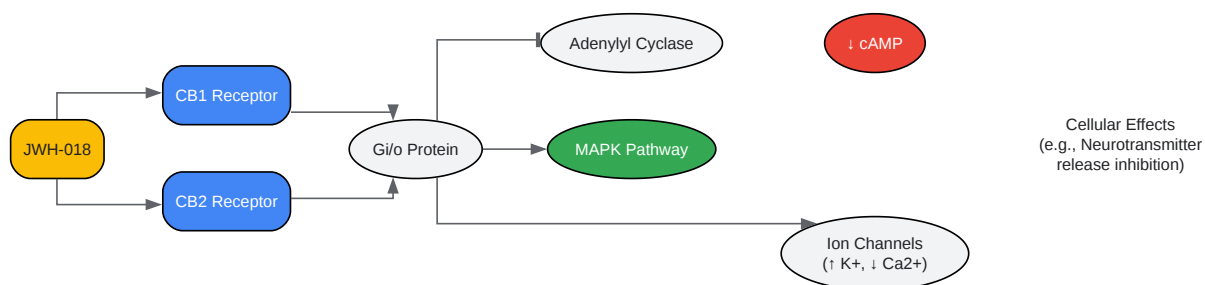 JWH-018
CB1 Receptor
CB2 Receptor
Gi/o Protein
Adenylyl Cyclase
MAPK Pathway
Ion Channels
(↑ K+, ↓ Ca2+)
↓ cAMP
Cellular Effects
(e.g., Neurotransmitter
release inhibition)